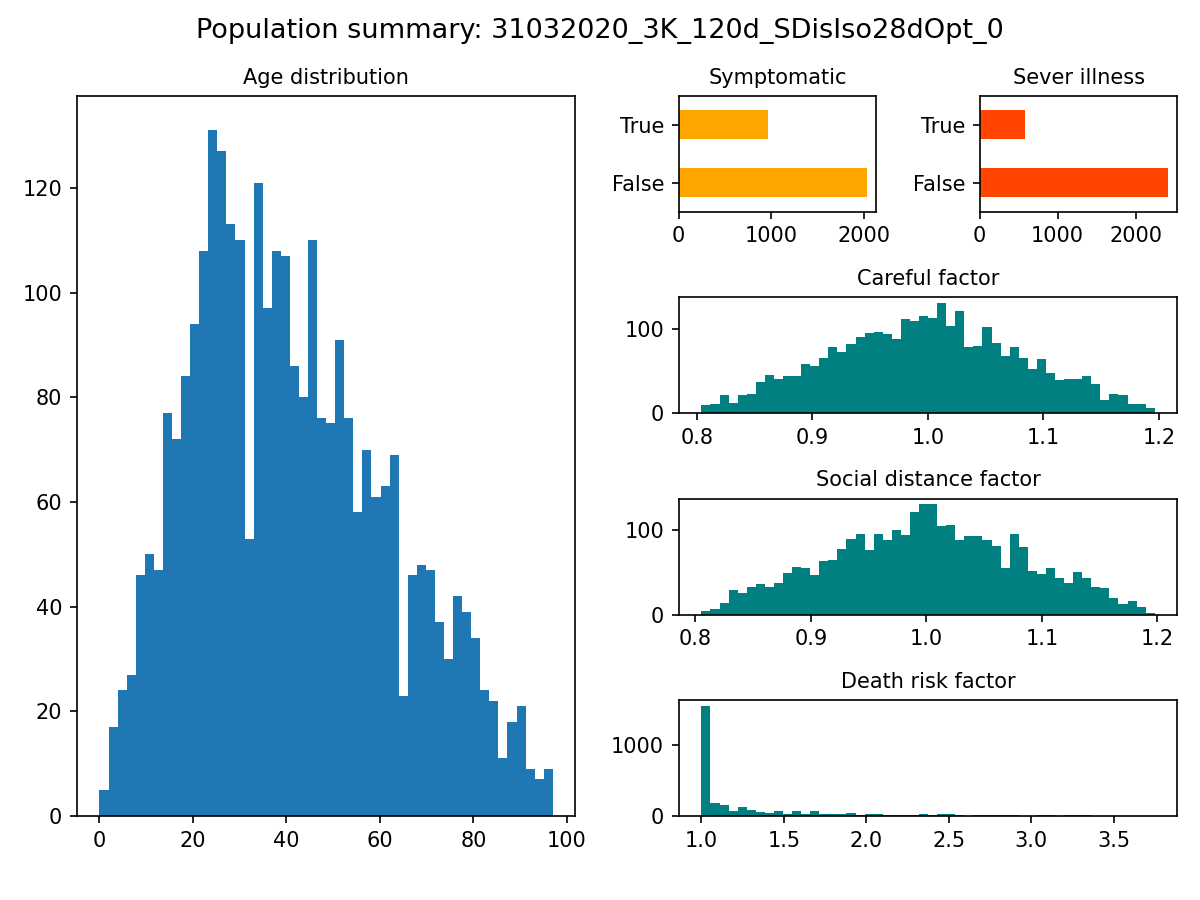 Population summary: 31032020_3K_120d_SDisIso28dOpt_0
Age distribution
120
100
80
60
40
20
0
0 20 40 60 80 100
Symptomatic
True
False
0 1000 2000
Sever illness
True
False
0 1000 2000
Careful factor
100
0
0.8 0.9 1.0 1.1 1.2
Social distance factor
100
0
0.8 0.9 1.0 1.1 1.2
Death risk factor
1000
0
1.0 1.5 2.0 2.5 3.0 3.5